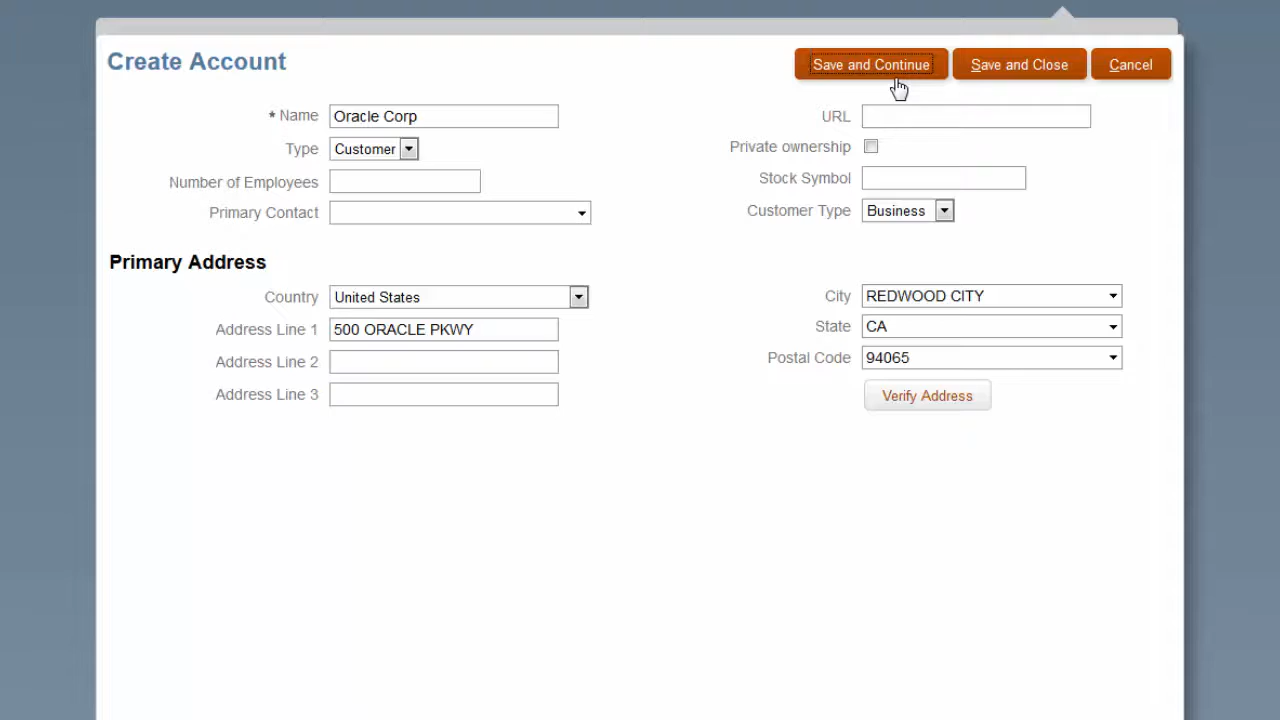 Create Account
Save and Continue
Save and Close
Cancel
* Name Oracle Corp
URL
Type Customer
Private ownership
Number of Employees
Stock Symbol
Primary Contact
Customer Type Business
Primary Address
Country United States
City REDWOOD CITY
Address Line 1 500 ORACLE PKWY
State CA
Address Line 2
Postal Code 94065
Address Line 3
Verify Address